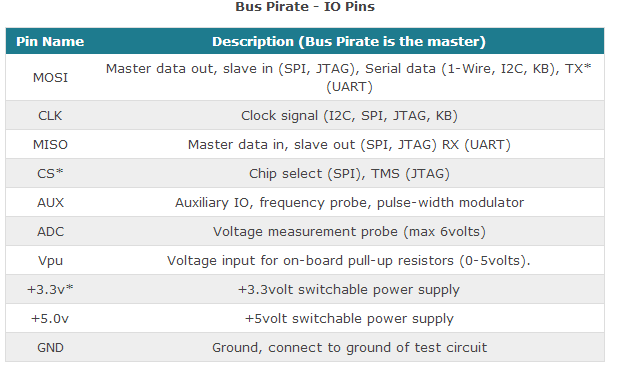 Bus Pirate - IO Pins
Pin Name Description (Bus Pirate is the master)
MOSI Master data out, slave in (SPI, JTAG), Serial data (1-Wire, I2C, KB), TX*
(UART)
CLK Clock signal (I2C, SPI, JTAG, KB)
MISO Master data in, slave out (SPI, JTAG) RX (UART)
CS* Chip select (SPI), TMS (JTAG)
AUX Auxiliary IO, frequency probe, pulse-width modulator
ADC Voltage measurement probe (max 6volts)
Vpu Voltage input for on-board pull-up resistors (0-5volts).
+3.3v* +3.3volt switchable power supply
+5.0v +5volt switchable power supply
GND Ground, connect to ground of test circuit